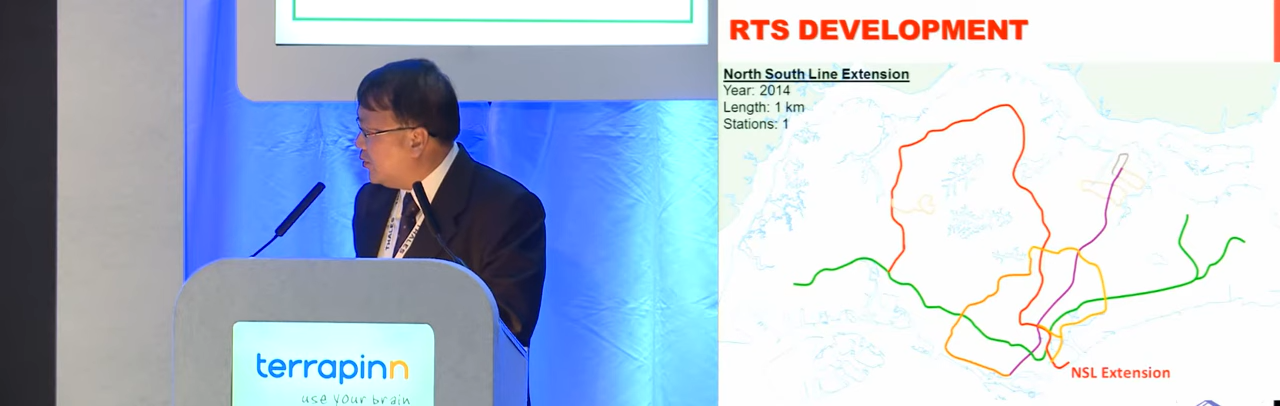 THALES
terrapinn
use your brain
RTS DEVELOPMENT
North South Line Extension
Year: 2014
Length: 1 km
Stations: 1
NSL Extension